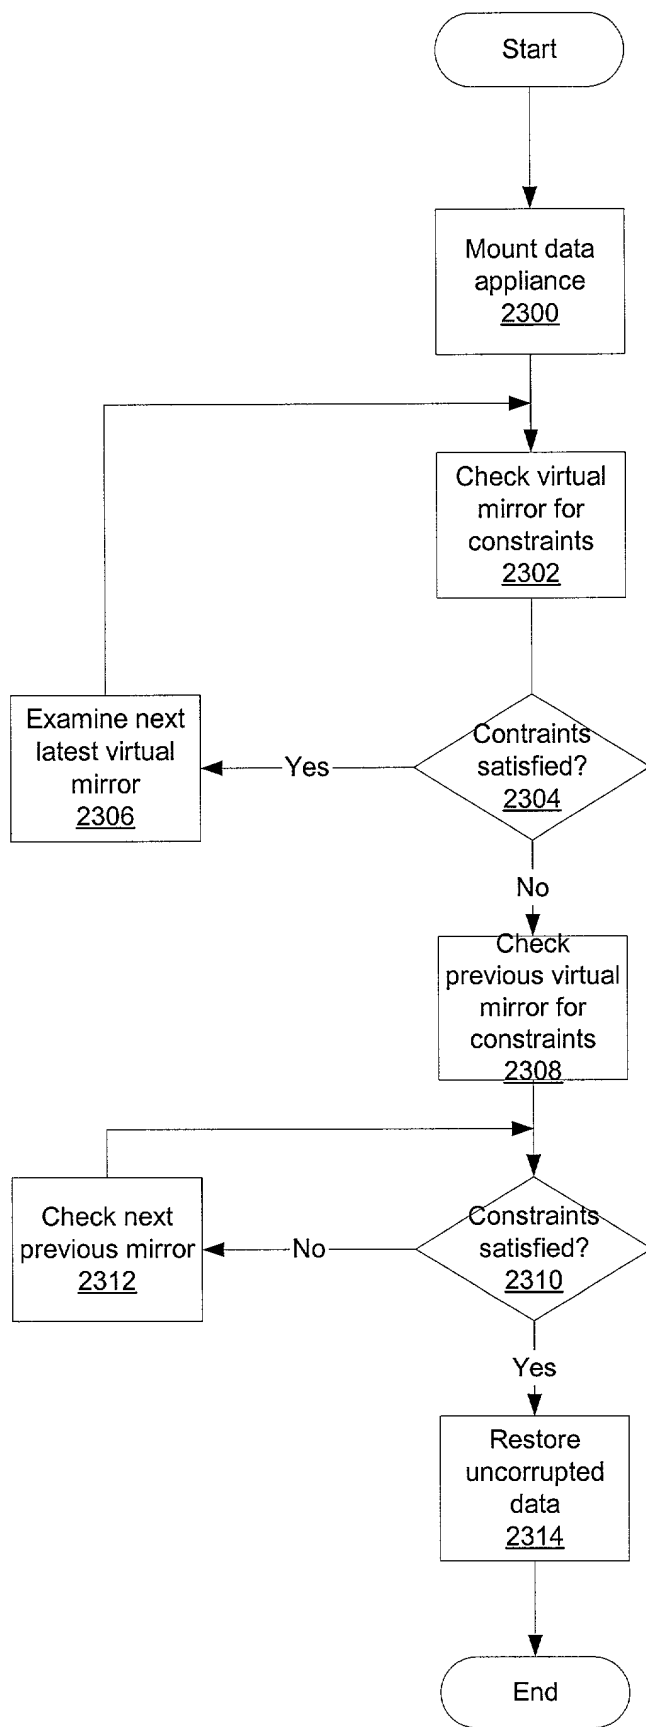 Start
Mount data
appliance
2300
Check virtual
mirror for
constraints
2302
Examine next
latest virtual
mirror
2306
Yes
Contraints
satisfied?
2304
No
Check
previous virtual
mirror for
constraints
2308
Check next
previous mirror
2312
No
Constraints
satisfied?
2310
Yes
Restore
uncorrupted
data
2314
End